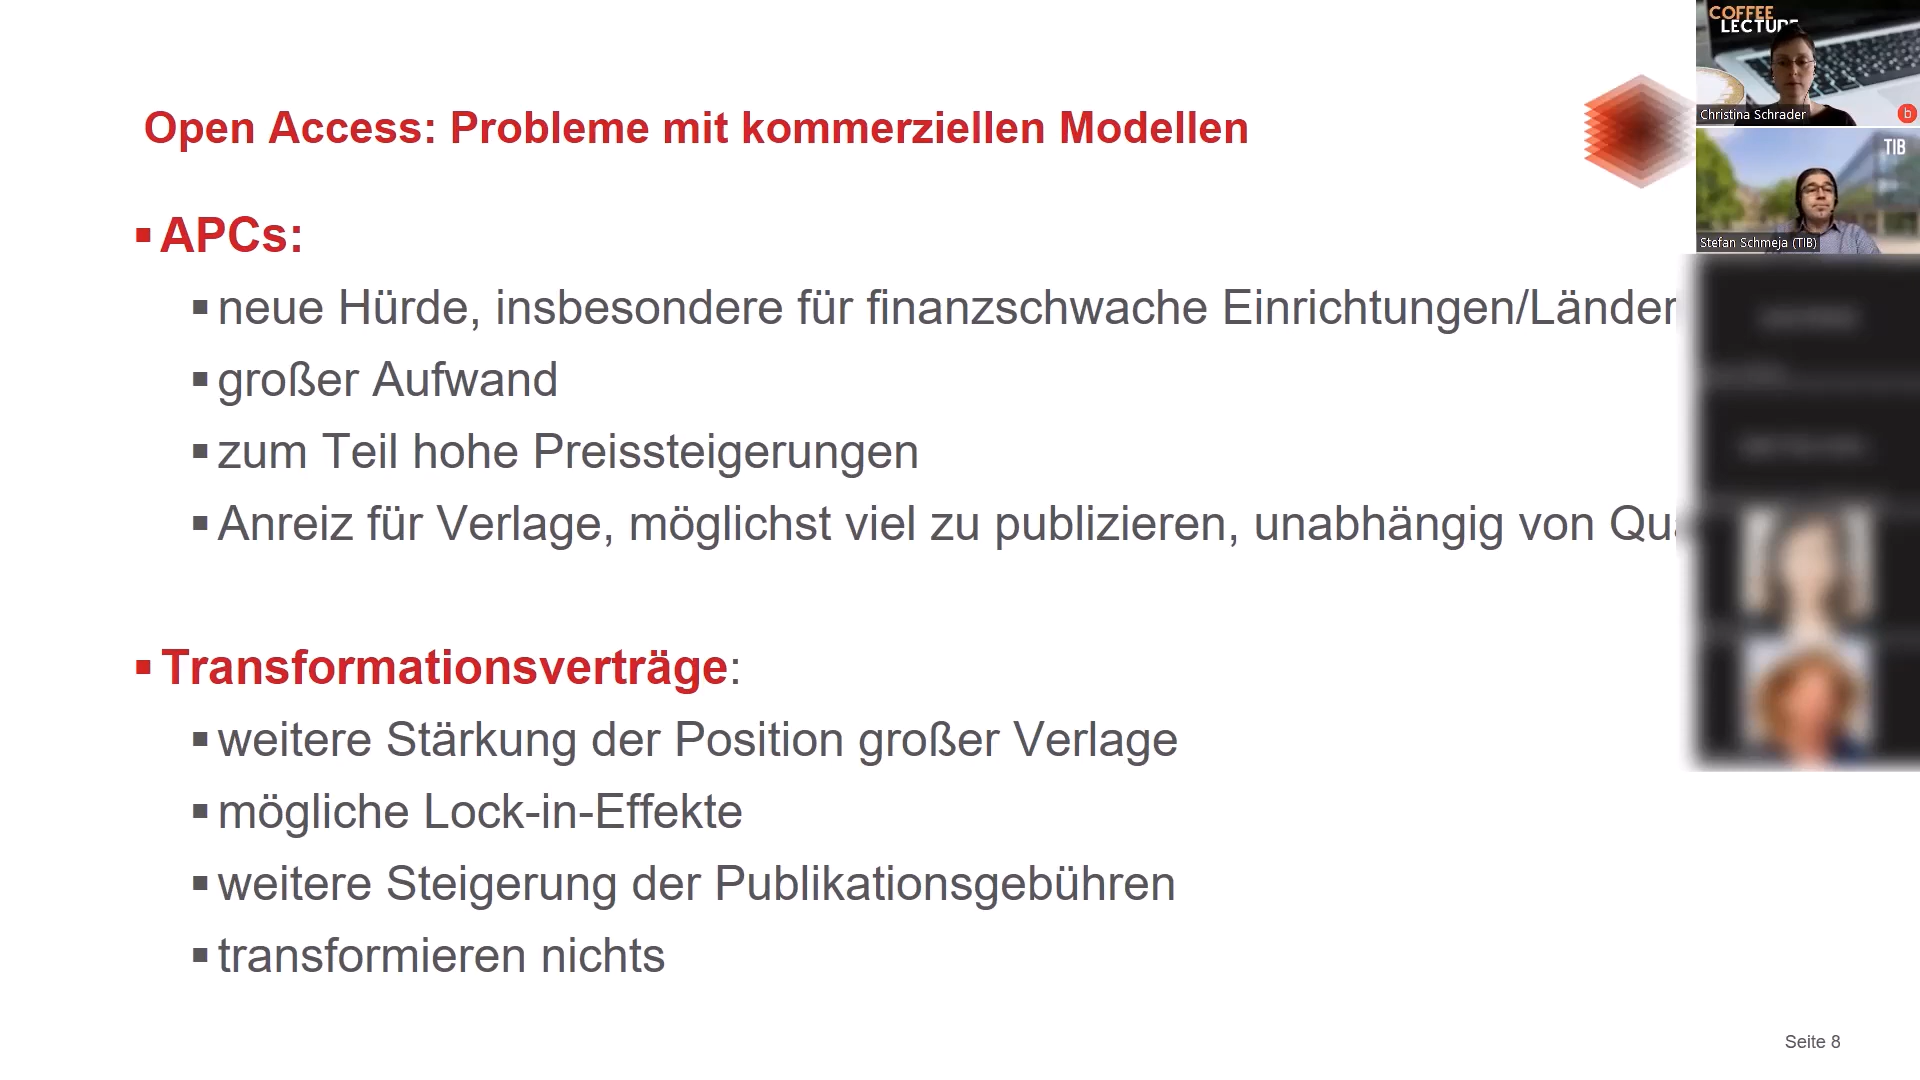 Open Access: Probleme mit kommerziellen Modellen
APCs:
neue Hürde, insbesondere für finanzschwache Einrichtungen/Länder
großer Aufwand
zum Teil hohe Preissteigerungen
Anreiz für Verlage, möglichst viel zu publizieren, unabhängig von
Transformationsverträge:
weitere Stärkung der Position großer Verlage
mögliche Lock-in-Effekte
weitere Steigerung der Publikationsgebühren
transformieren nichts
Seite 8
COFFEE
LECTURE
Christina Schrader
b
TIB
Stefan Schmeja (TIB)